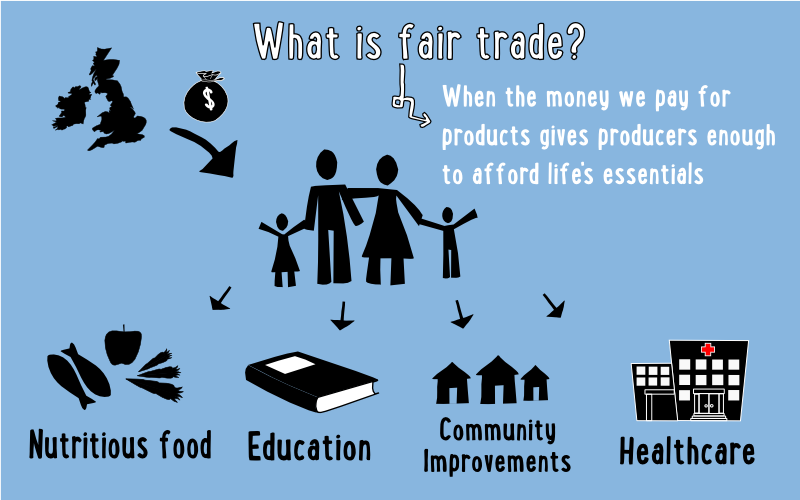 What is fair trade?
$
When the money we pay for
products gives producers enough
to afford life's essentials
Nutritious food
Education
Community
Improvements
Healthcare